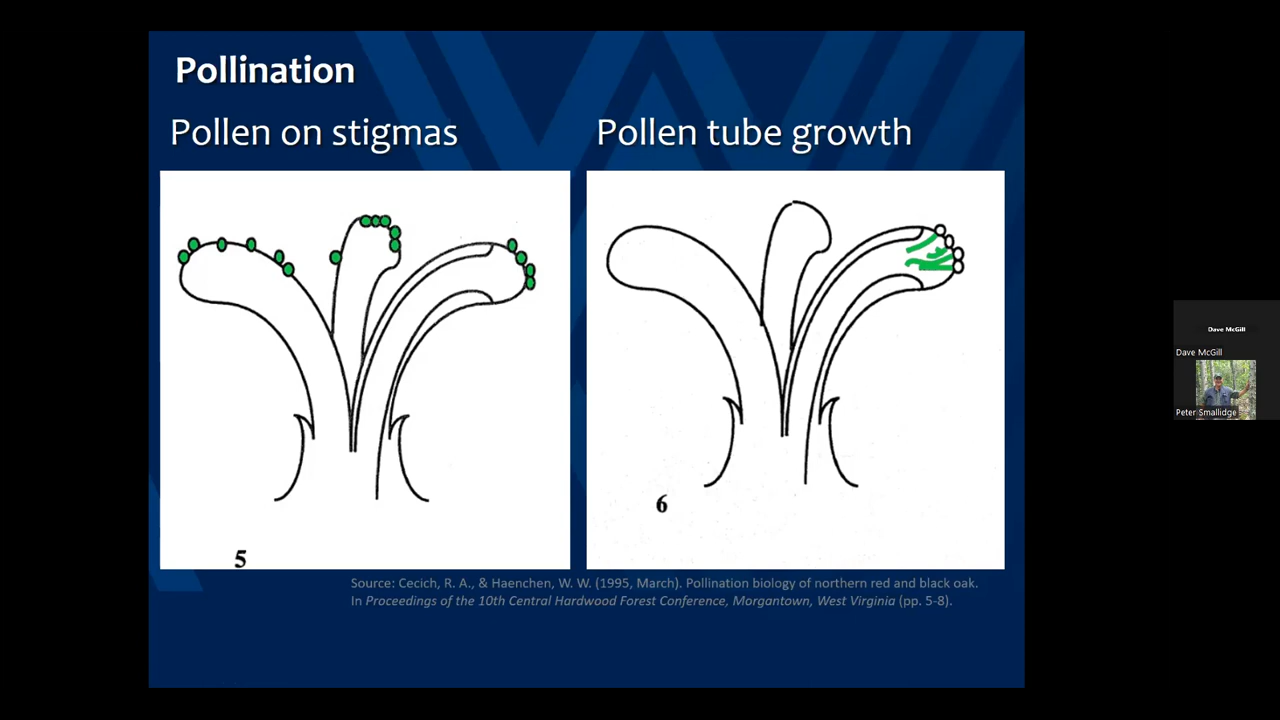 Pollination
Pollen on stigmas
Pollen tube growth
5
6
Source: Cecich, R. A., & Haenchen, W. W. (1995, March). Pollination biology of northern red and black oak.
In Proceedings of the 10th Central Hardwood Forest Conference, Morgantown, West Virginia (pp. 5-8).
Dave McGill
Dave McGill
Peter Smallidge